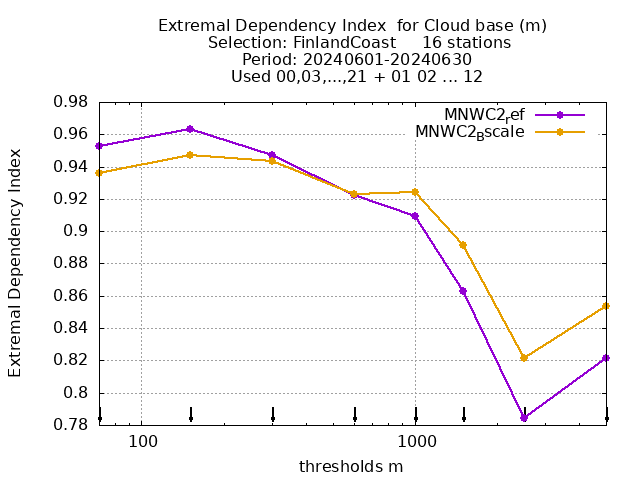 Extremal Dependency Index  for Cloud base (m)
Selection: FinlandCoast     16 stations
Period: 20240601-20240630
Used 00,03,...,21 + 01 02 ... 12
MNWC2ref
MNWC2Bscale
Extremal Dependency Index
0.98
0.96
0.94
0.92
0.9
0.88
0.86
0.84
0.82
0.8
0.78
100 1000
thresholds m